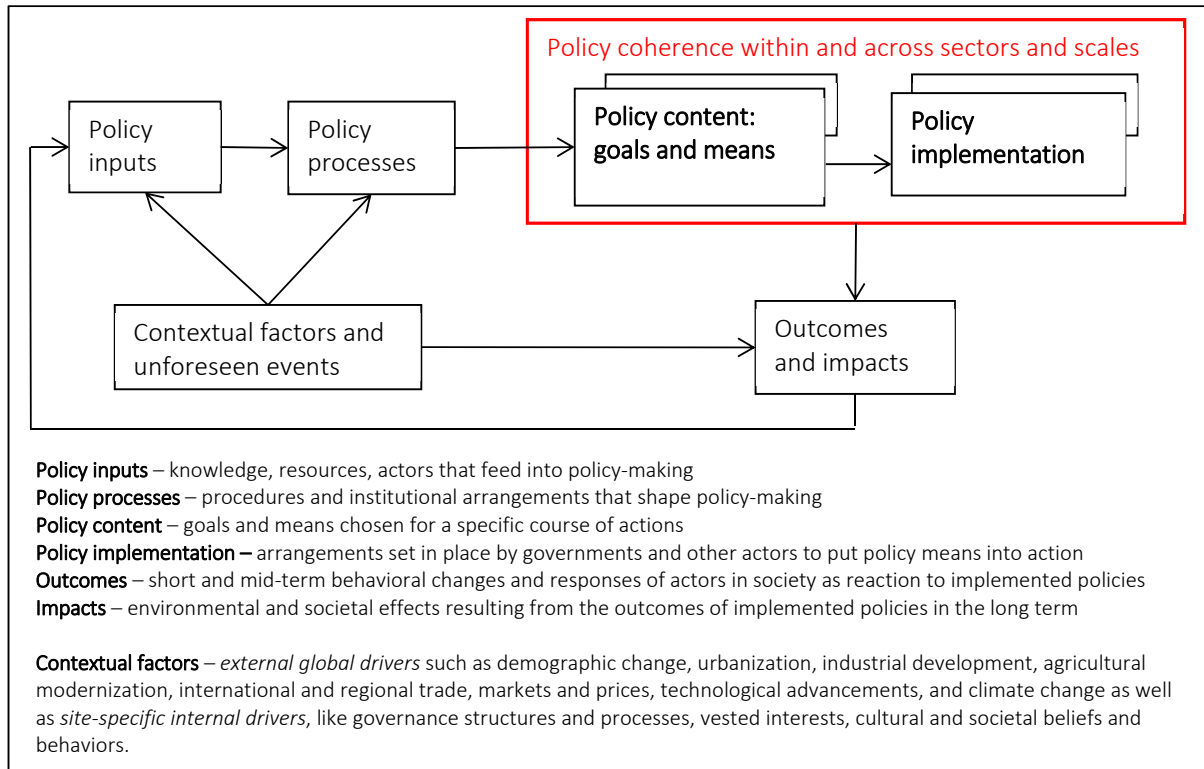 Policy coherence within and across sectors and scales
Policy
inputs
Policy
processes
Policy content:
goals and means
Policy
implementation
Contextual factors and
unforeseen events
Outcomes
and impacts
Policy inputs – knowledge, resources, actors that feed into policy-making
Policy processes – procedures and institutional arrangements that shape policy-making
Policy content – goals and means chosen for a specific course of actions
Policy implementation – arrangements set in place by governments and other actors to put policy means into action
Outcomes – short and mid-term behavioral changes and responses of actors in society as reaction to implemented policies
Impacts – environmental and societal effects resulting from the outcomes of implemented policies in the long term
Contextual factors – external global drivers such as demographic change, urbanization, industrial development, agricultural
modernization, international and regional trade, markets and prices, technological advancements, and climate change as well
as site-specific internal drivers, like governance structures and processes, vested interests, cultural and societal beliefs and
behaviors.